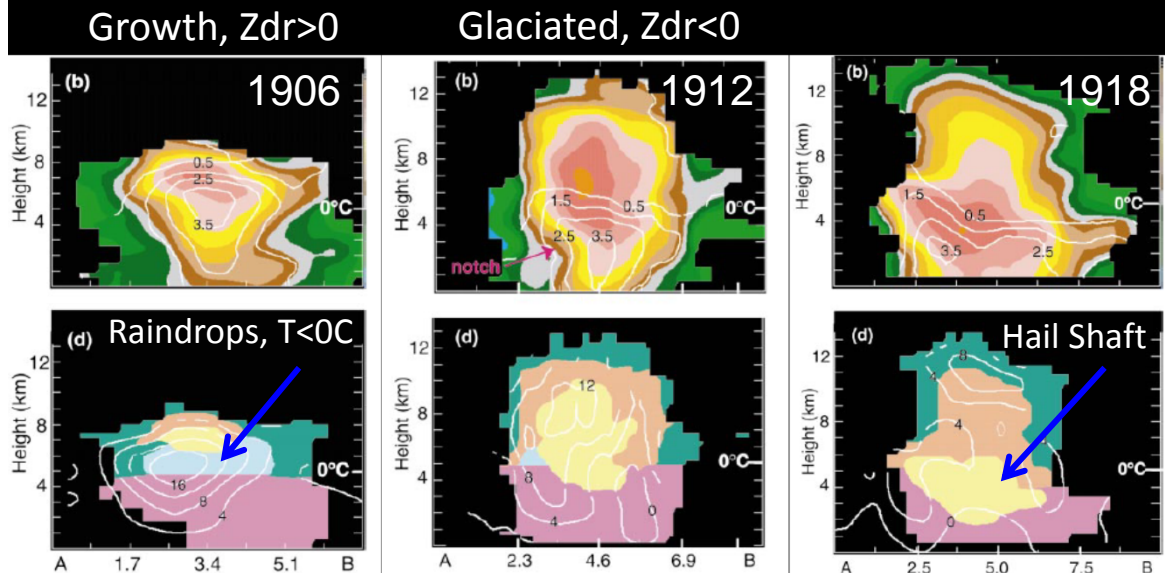 Growth, Zdr>0
Glaciated, Zdr<0
(b)
1906
12
8
4
Height (km)
0.5
2.5
3.5
0°C
(b)
1912
12
8
4
Height (km)
1.5
0.5
2.5
3.5
notch
0°C
(b)
1918
12
8
4
Height (km)
1.5
0.5
3.5
2.5
0°C
(d)
Raindrops, T<0C
12
8
4
Height (km)
16
8
4
0°C
A
1.7
3.4
5.1
B
(d)
12
8
4
Height (km)
12
8
4
0
0°C
2.3
4.6
6.9
A
B
(d)
Hail Shaft
12
8
4
Height (km)
8
4
4
0
0°C
A
2.5
5.0
7.5
B